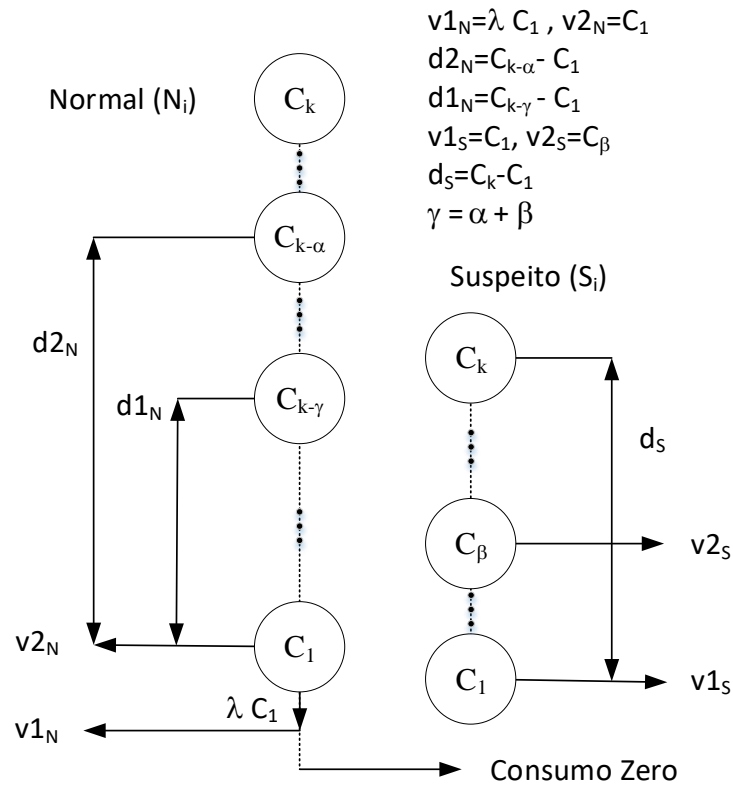 v1N=λ C1 , v2N=C1
d2N=Ck-α- C1
d1N=Ck-γ - C1
v1S=C1, v2S=Cβ
dS=Ck-C1
γ = α + β
Normal (Ni)
Ck
Ck-α
d2N
Ck-γ
d1N
C1
v2N
λ C1
v1N
Consumo Zero
Suspeito (Si)
Ck
dS
Cβ
v2S
C1
v1S